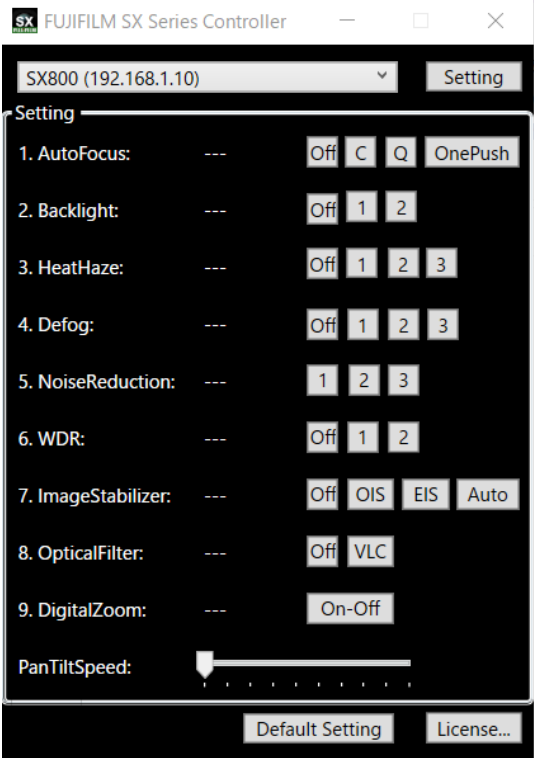 SX FUJIFILM SX Series Controller
SX800 (192.168.1.10) Setting
Setting
1. AutoFocus: --- Off C Q OnePush
2. Backlight: --- Off 1 2
3. HeatHaze: --- Off 1 2 3
4. Defog: --- Off 1 2 3
5. NoiseReduction: --- 1 2 3
6. WDR: --- Off 1 2
7. ImageStabilizer: --- Off OIS EIS Auto
8. OpticalFilter: --- Off VLC
9. DigitalZoom: --- On-Off
PanTiltSpeed:
Default Setting License...